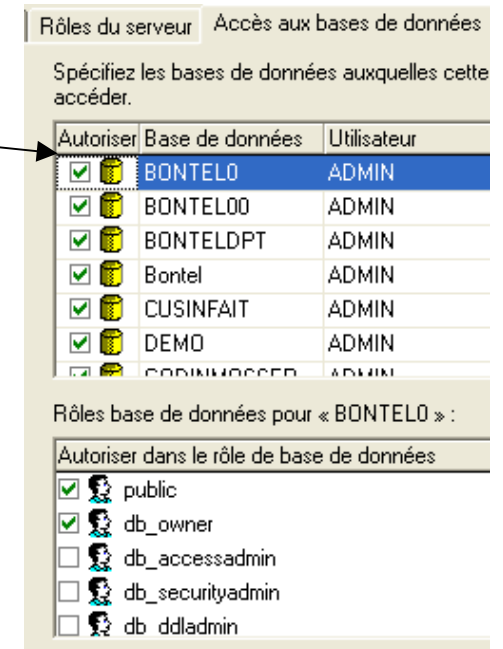 Rôles du serveur Accès aux bases de données
Spécifiez les bases de données auxquelles cette
accéder.
Autoriser Base de données Utilisateur
BONTEL0 ADMIN
BONTEL00 ADMIN
BONTELDPT ADMIN
Bontel ADMIN
CUSINFAIT ADMIN
DEMO ADMIN
ADMIN
Rôles base de données pour « BONTEL0 » :
Autoriser dans le rôle de base de données
public
db_owner
db_accessadmin
db_securityadmin
db_ddladmin